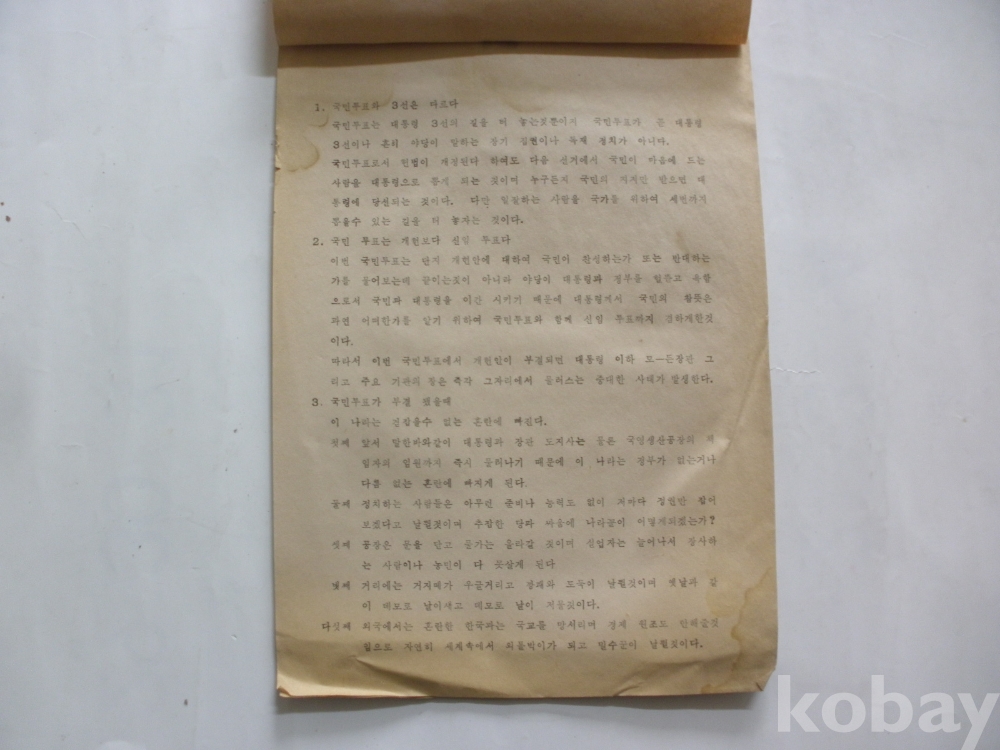 1. 국민투표와 3선은 다르다
국민투표는 대통령 3선의 길을 터 놓는것뿐이지 국민투표가 곧 대통령
3선이나 흔히 야당이 말하는 장기 집권이나 독재 정치가 아니다.
국민투표로서 헌법이 개정된다 하여도 다음 선거에서 국민이 마음에 드는
사람을 대통령으로 뽑게 되는 것이며 누구든지 국민의 지지만 받으면 대
통령에 당선되는 것이다. 다만 일잘하는 사람을 국가를 위하여 세번까지
뽑을수 있는 길을 터 놓자는 것이다.
2. 국민 투표는 개헌보다 신임 투표다
이번 국민투표는 단지 개헌안에 대하여 국민이 찬성하는가 또는 반대하는
가를 물어보는데 끝이는것이 아니라 야당이 대통령과 정부를 헐뜯고 욕함
으로서 국민과 대통령을 이간 시키기 때문에 대통령께서 국민의 참뜻은
과연 어떠한가를 알기 위하여 국민투표와 함께 신임 투표까지 겸하게한것
이다.
따라서 이번 국민투표에서 개헌안이 부결되면 대통령 이하 모든장관 그
리고 주요 기관의 장은 즉각 그자리에서 물러스는 중대한 사태가 발생한다.
3. 국민투표가 부결 됐을때
이 나라는 걷잡을수 없는 혼란에 빠진다.
첫째 앞서 말한바와같이 대통령과 장관 도지사는 물론 국영생산공장의 책
임자의 일원까지 즉시 물러나기 때문에 이 나라는 정부가 없는거나
다름 없는 혼란에 빠지게 된다.
둘째 정치하는 사람들은 아무런 준비나 능력도 없이 저마다 정권만 잡어
보겠다고 날뛸것이며 추잡한 당파 싸움에 나라꼴이 어떻게되겠는가?
셋째 공장은 문을 닫고 물가는 올라갈 것이며 실업자는 늘어나서 장사하
는 사람이나 농민이 다 못살게 된다
넷째 거리에는 거지떼가 우글거리고 깡패와 도둑이 날뛸것이며 옛날과 같
이 데모로 날이새고 데모로 날이 저물것이다.
다섯째 외국에서는 혼란한 한국과는 국교를 망서리며 경제 원조도 안해줄것
임으로 자연히 세계속에서 외톨박이가 되고 밀수꾼이 날뛸것이다.
kobay